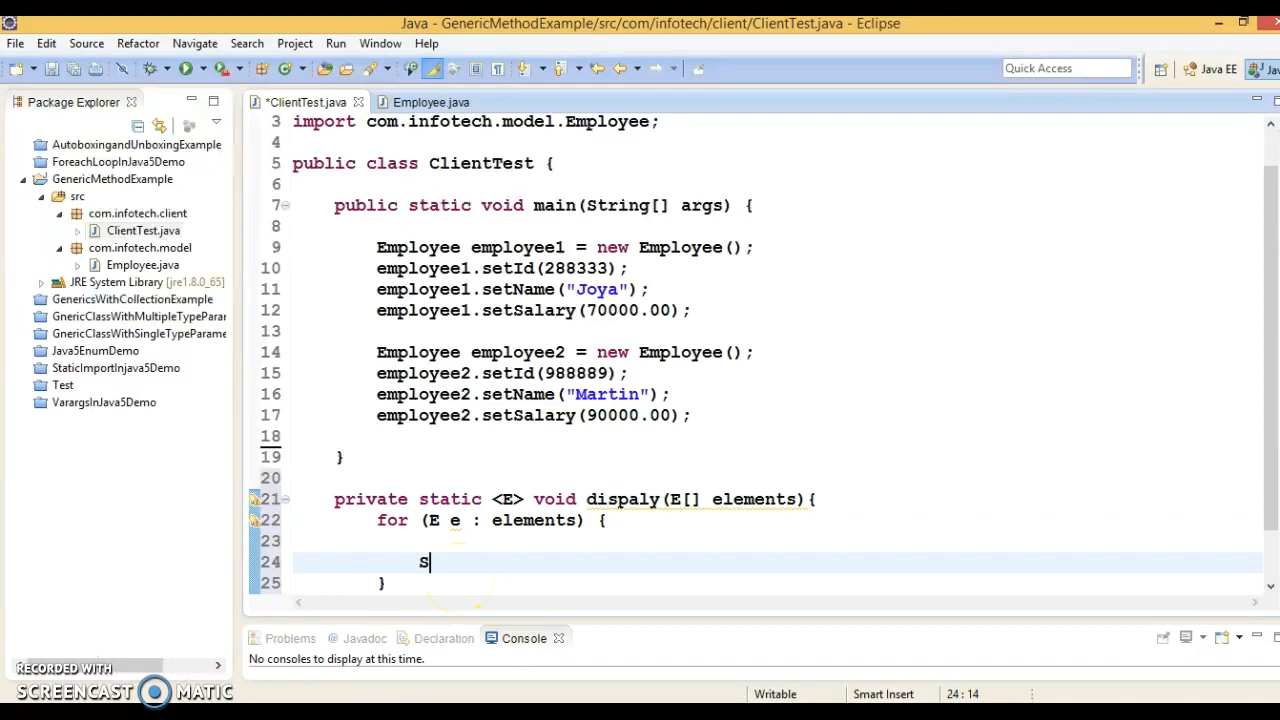 Java - GenericMethodExample/src/com/infotech/client/ClientTest.java - Eclipse
File Edit Source Refactor Navigate Search Project Run Window Help
Quick Access
Java EE
Package Explorer
*ClientTest.java
Employee.java
AutoboxingandUnboxingExample
ForeachLoopInJava5Demo
GenericMethodExample
src
com.infotech.client
ClientTest.java
com.infotech.model
Employee.java
JRE System Library [jre1.8.0_65]
GenericsWithCollectionExample
GnericClassWithMultipleTypeParar
GnericClassWithSingleTypeParame
Java5EnumDemo
StaticImportInjava5Demo
Test
VarargsInJava5Demo
3 import com.infotech.model.Employee;
4
5 public class ClientTest {
6
7 public static void main(String[] args) {
8
9 Employee employee1 = new Employee();
10 employee1.setId(288333);
11 employee1.setName("Joya");
12 employee1.setSalary(70000.00);
13
14 Employee employee2 = new Employee();
15 employee2.setId(988889);
16 employee2.setName("Martin");
17 employee2.setSalary(90000.00);
18
19 }
20
21 private static <E> void dispaly(E[] elements){
22 for (E e : elements) {
23
24 S
25 }
Problems @ Javadoc Declaration Console
No consoles to display at this time.
RECORDED WITH
SCREENCAST MATIC
Writable Smart Insert 24 : 14